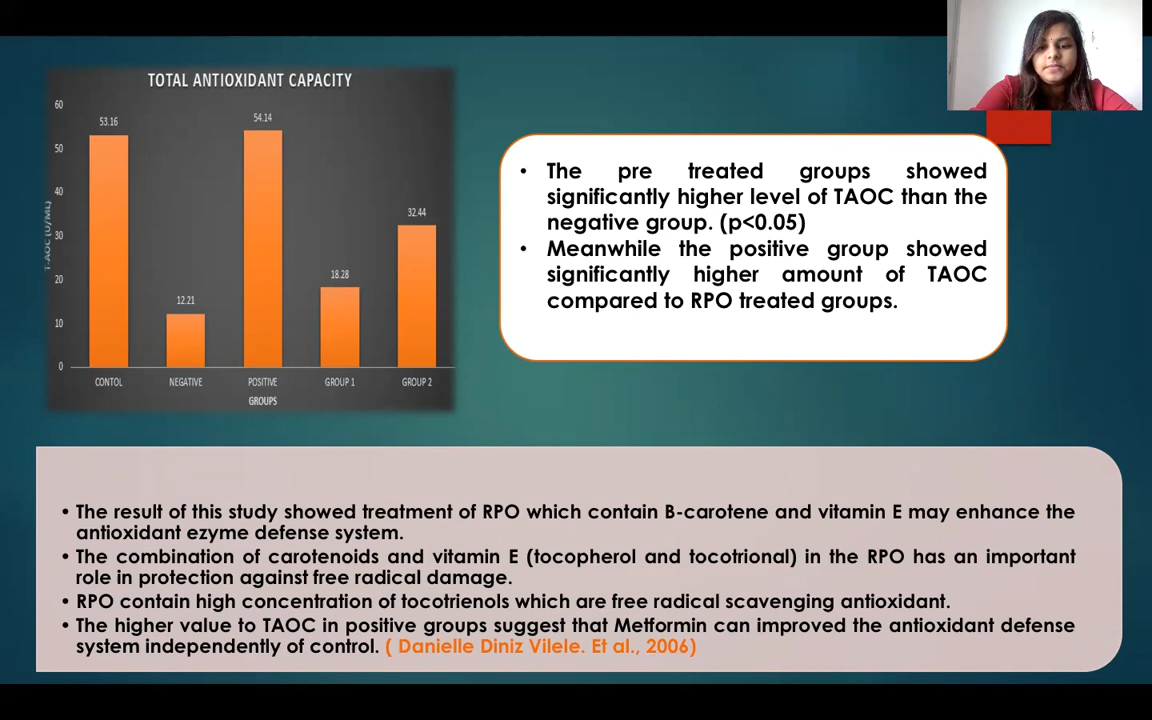 TOTAL ANTIOXIDANT CAPACITY
60
50
40
30
20
10
0
T-AOC (U/ML)
53.16
12.21
54.14
18.28
32.44
CONTOL NEGATIVE POSITIVE GROUP 1 GROUP 2
GROUPS
• The pre treated groups showed
significantly higher level of TAOC than the
negative group. (p<0.05)
• Meanwhile the positive group showed
significantly higher amount of TAOC
compared to RPO treated groups.
• The result of this study showed treatment of RPO which contain B-carotene and vitamin E may enhance the
antioxidant ezyme defense system.
• The combination of carotenoids and vitamin E (tocopherol and tocotrional) in the RPO has an important
role in protection against free radical damage.
• RPO contain high concentration of tocotrienols which are free radical scavenging antioxidant.
• The higher value to TAOC in positive groups suggest that Metformin can improved the antioxidant defense
system independently of control. ( Danielle Diniz Vilele. Et al., 2006)